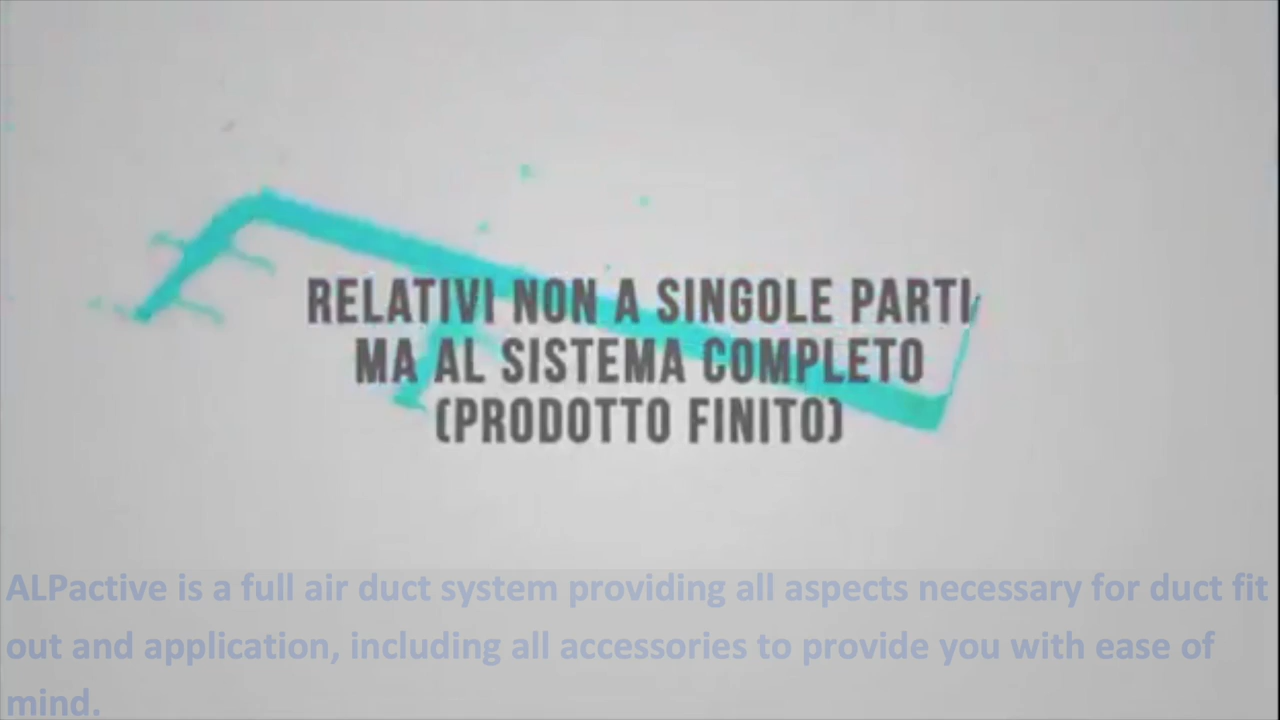 RELATIVI NON A SINGOLE PARTI
MA AL SISTEMA COMPLETO
(PRODOTTO FINITO)
ALPactive is a full air duct system providing all aspects necessary for duct fit
out and application, including all accessories to provide you with ease of
mind.